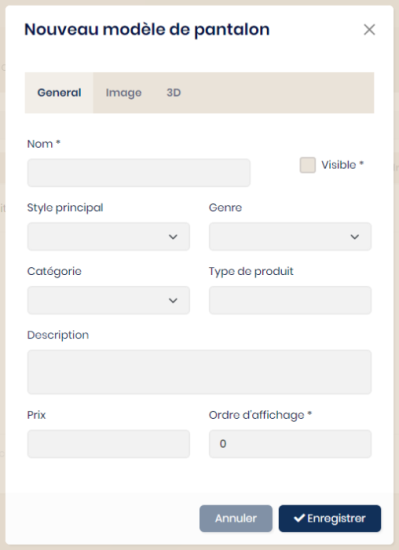 Nouveau modèle de pantalon
General Image 3D
Nom *
Visible *
Style principal Genre
Catégorie Type de produit
Description
Prix Ordre d'affichage *
0
Annuler Enregistrer